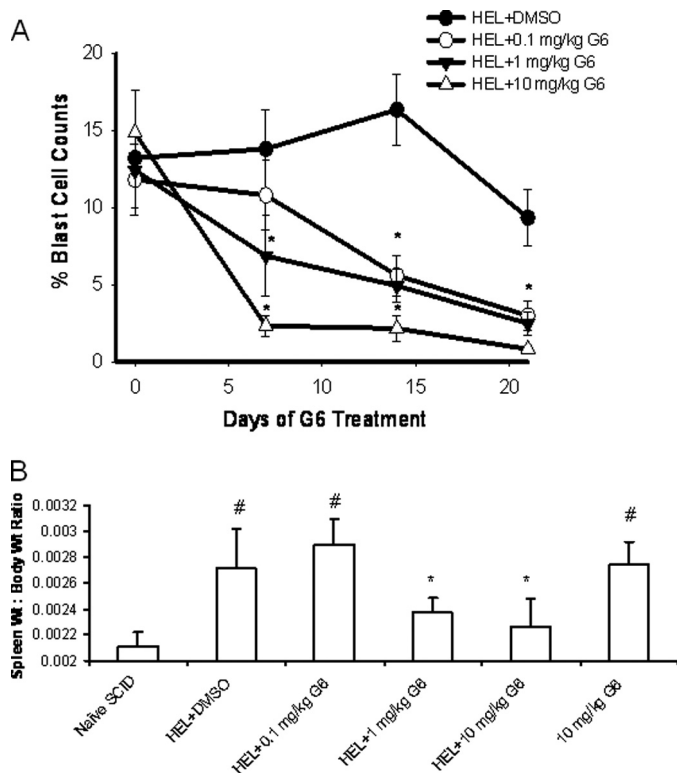 A
HEL+DMSO
HEL+0.1 mg/kg G6
HEL+1 mg/kg G6
HEL+10 mg/kg G6
20
15
10
5
0
% Blast Cell Counts
*
*
*
*
*
0
5
10
15
20
Days of G6 Treatment
B
Spleen Wt : Body Wt Ratio
0.0032
0.003
0.0028
0.0026
0.0024
0.0022
0.002
#
#
*
*
#
Naïve SCID
HEL+DMSO
HEL+0.1 mg/kg G6
HEL+1 mg/kg G6
HEL+10 mg/kg G6
10 mg/kg G6